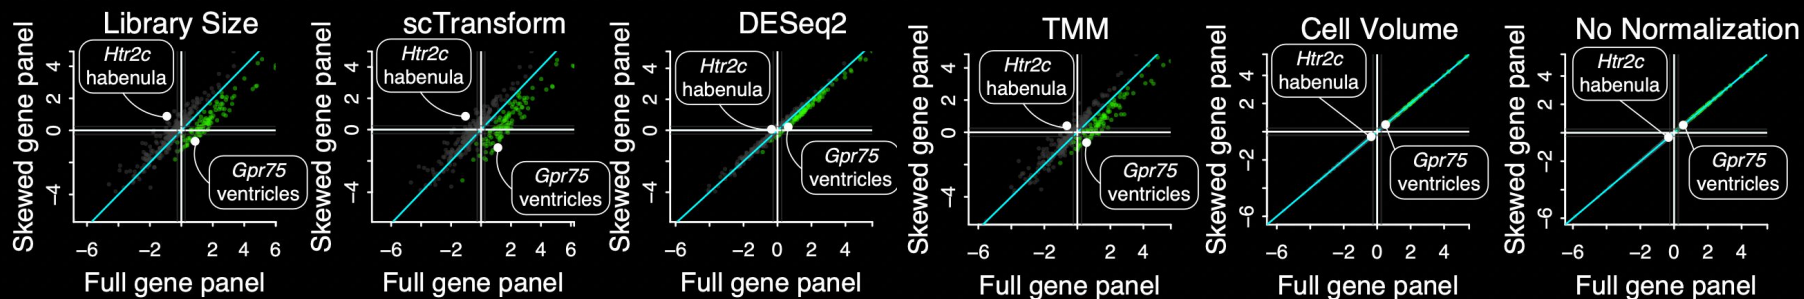 Library Size
Skewed gene panel
4
2
0
−4
Htr2c
habenula
Gpr75
ventricles
−6
−2
0
2
4
6
Full gene panel
scTransform
Skewed gene panel
4
2
0
−4
Htr2c
habenula
Gpr75
ventricles
−6
−2
0
2
4
6
Full gene panel
DESeq2
Skewed gene panel
4
2
0
−4
Htr2c
habenula
Gpr75
ventricles
−6
−2
0
2
4
Full gene panel
TMM
Skewed gene panel
4
2
0
−4
Htr2c
habenula
Gpr75
ventricles
−6
−2
0
2
4
Full gene panel
Cell Volume
Skewed gene panel
4
2
−2
−6
Htr2c
habenula
Gpr75
ventricles
−6
−2
0
2
4
Full gene panel
No Normalization
Skewed gene panel
4
2
−2
−6
Htr2c
habenula
Gpr75
ventricles
−6
−2
0
2
4
Full gene panel